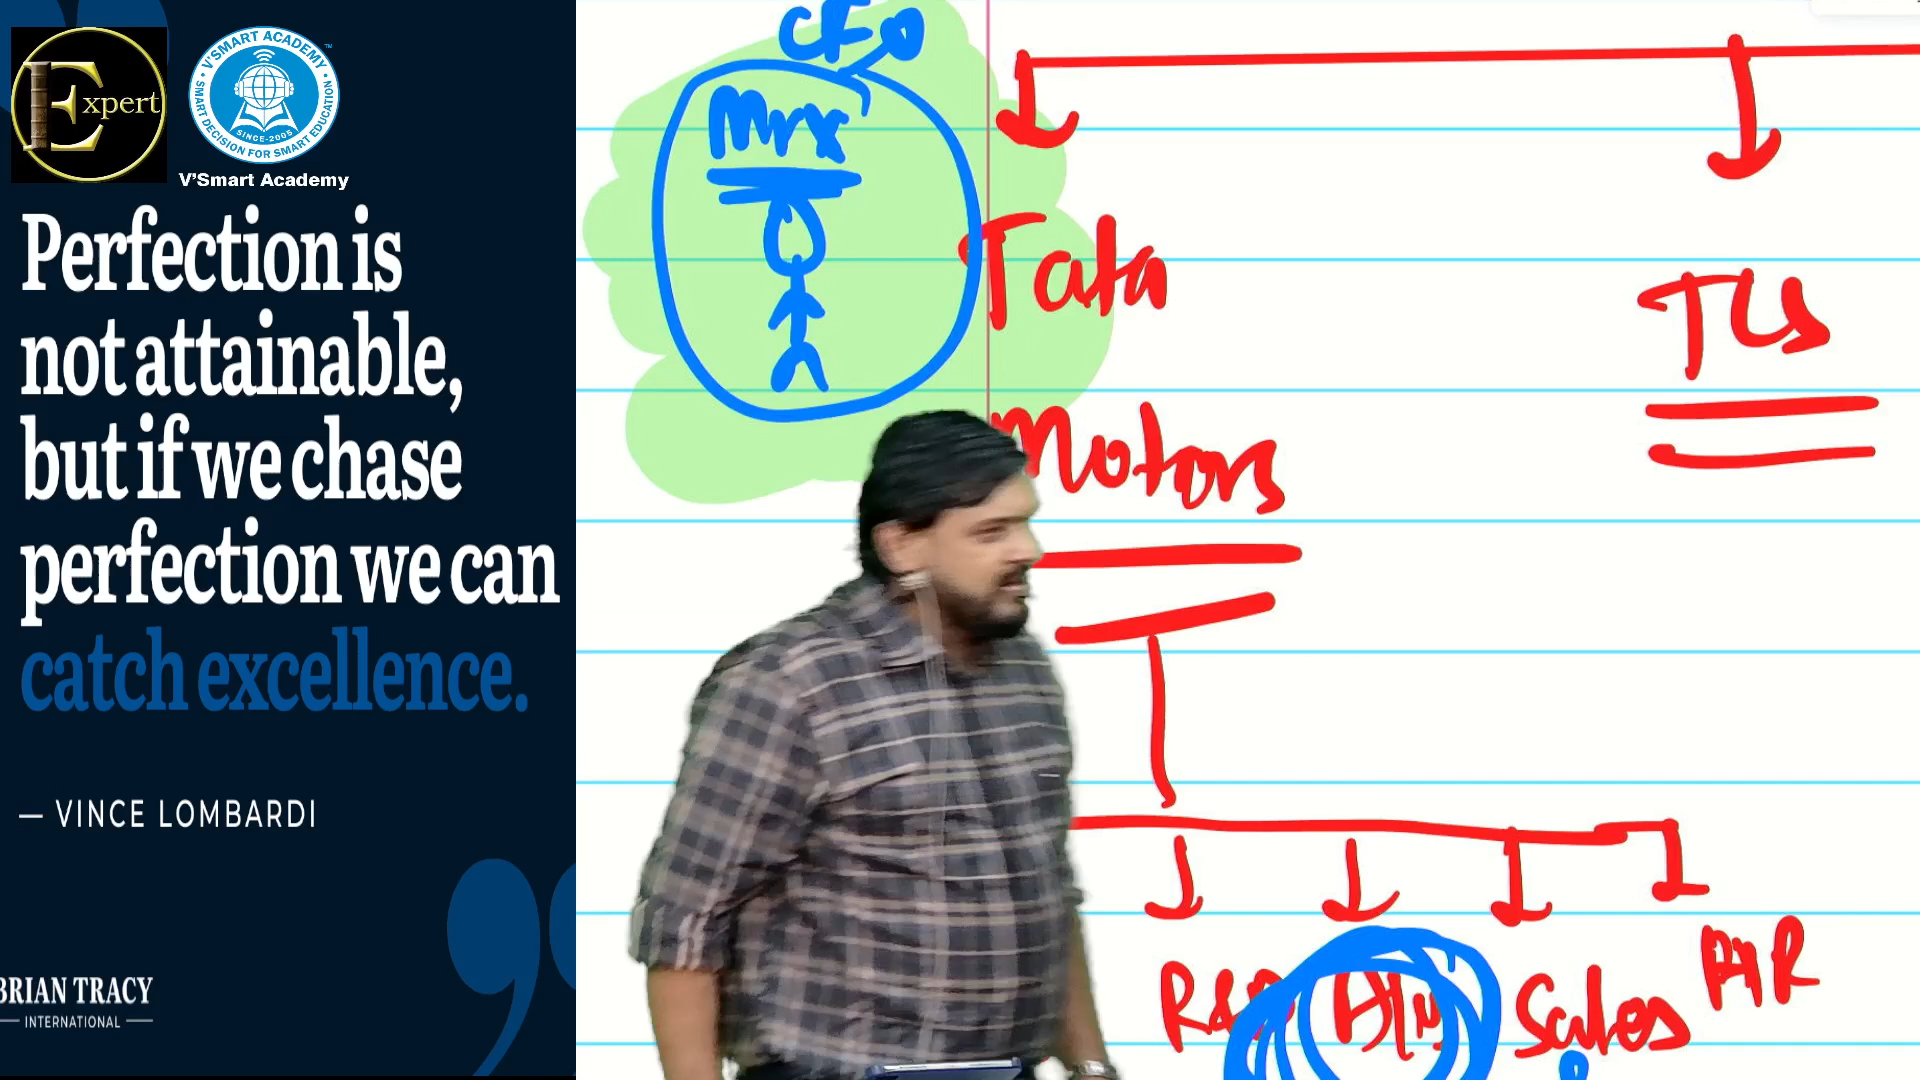 Expert
V'SMART ACADEMY
TM
SMART DECISION FOR SMART EDUCATION
SINCE-2005
V'Smart Academy
Perfection is
not attainable,
but if we chase
perfection we can
catch excellence.
— VINCE LOMBARDI
BRIAN TRACY
INTERNATIONAL
CFO
Mrx
Tata
Motors
TCS
R&D
Sales
HR